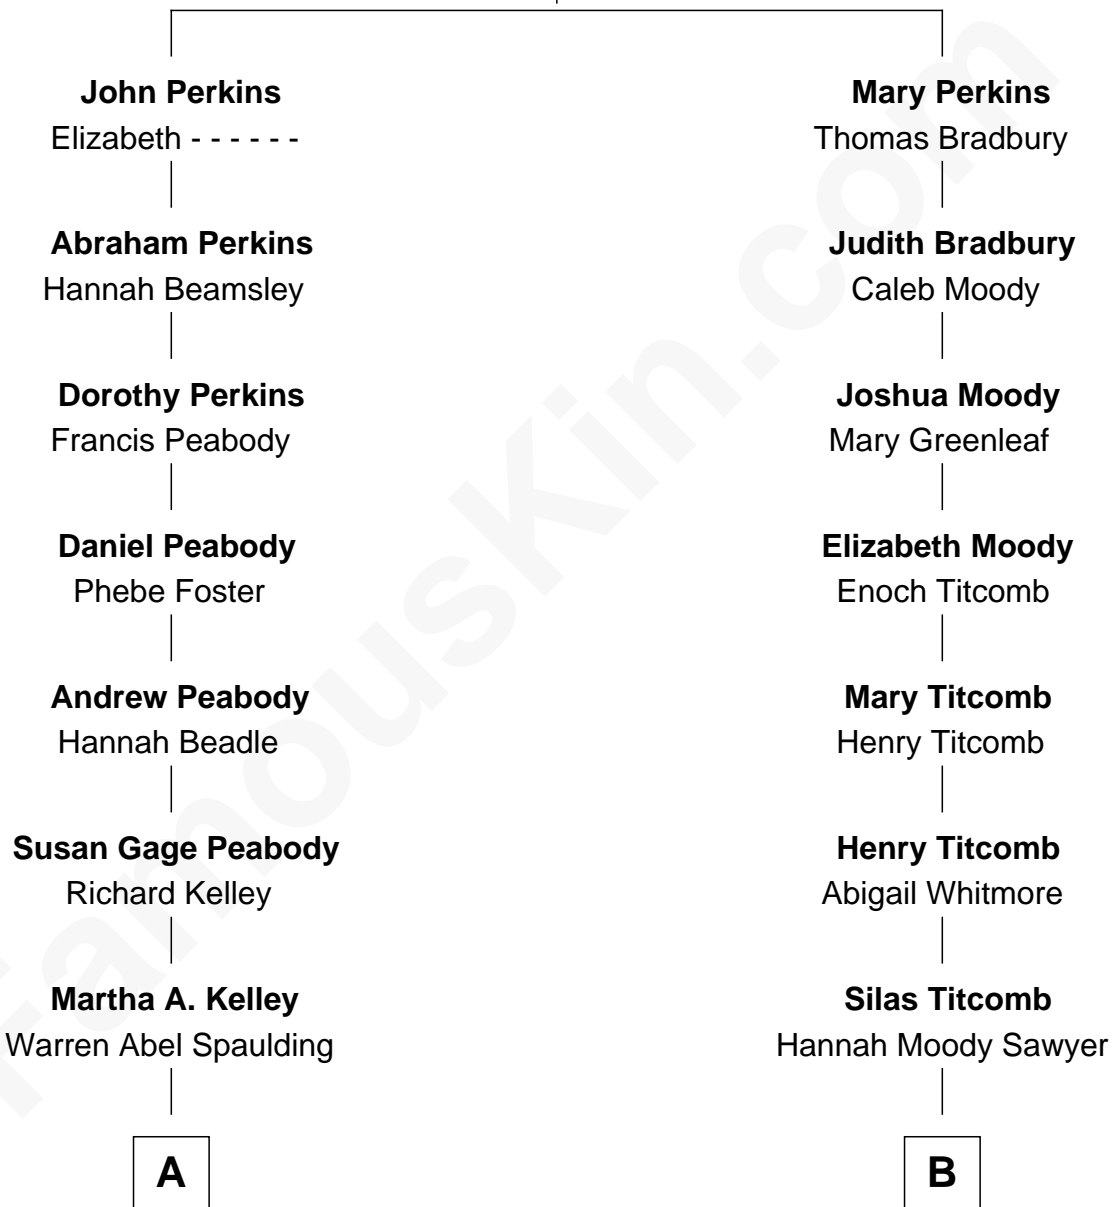 John Perkins
Elizabeth - - - - - -
Mary Perkins
Thomas Bradbury
Abraham Perkins
Hannah Beamsley
Judith Bradbury
Caleb Moody
Dorothy Perkins
Francis Peabody
Joshua Moody
Mary Greenleaf
Daniel Peabody
Phebe Foster
Elizabeth Moody
Enoch Titcomb
Andrew Peabody
Hannah Beadle
Mary Titcomb
Henry Titcomb
Susan Gage Peabody
Richard Kelley
Henry Titcomb
Abigail Whitmore
Martha A. Kelley
Warren Abel Spaulding
Silas Titcomb
Hannah Moody Sawyer
A
B
FamousKin.com